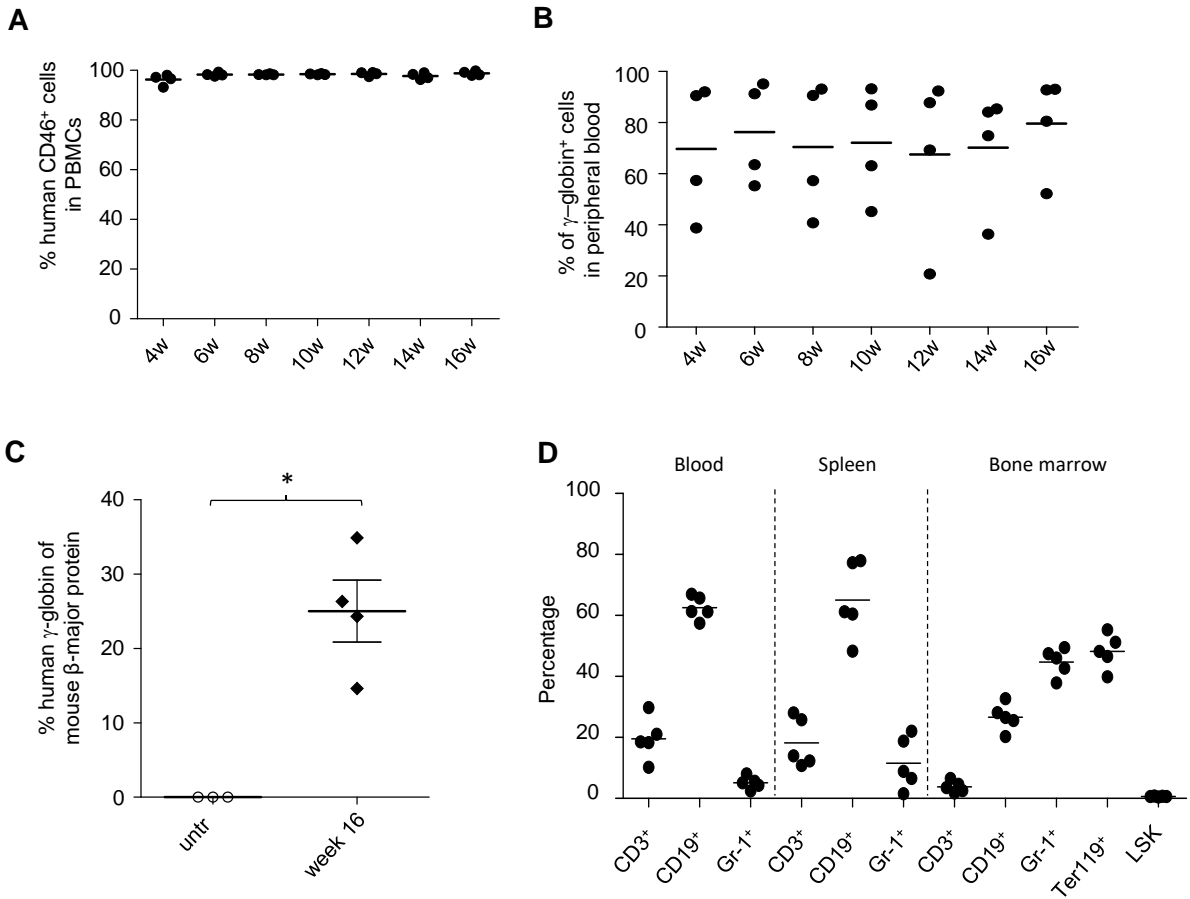 A
% human CD46⁺ cells
in PBMCs
100
80
60
40
20
0
4w
6w
8w
10w
12w
14w
16w
B
% of γ–globin⁺ cells
in peripheral blood
100
80
60
40
20
0
4w
6w
8w
10w
12w
14w
16w
C
% human γ-globin of
mouse β-major protein
40
30
20
10
0
*
untr
week 16
D
Blood
Spleen
Bone marrow
Percentage
100
80
60
40
20
0
CD3⁺
CD19⁺
Gr-1⁺
CD3⁺
CD19⁺
Gr-1⁺
CD3⁺
CD19⁺
Gr-1⁺
Ter119⁺
LSK